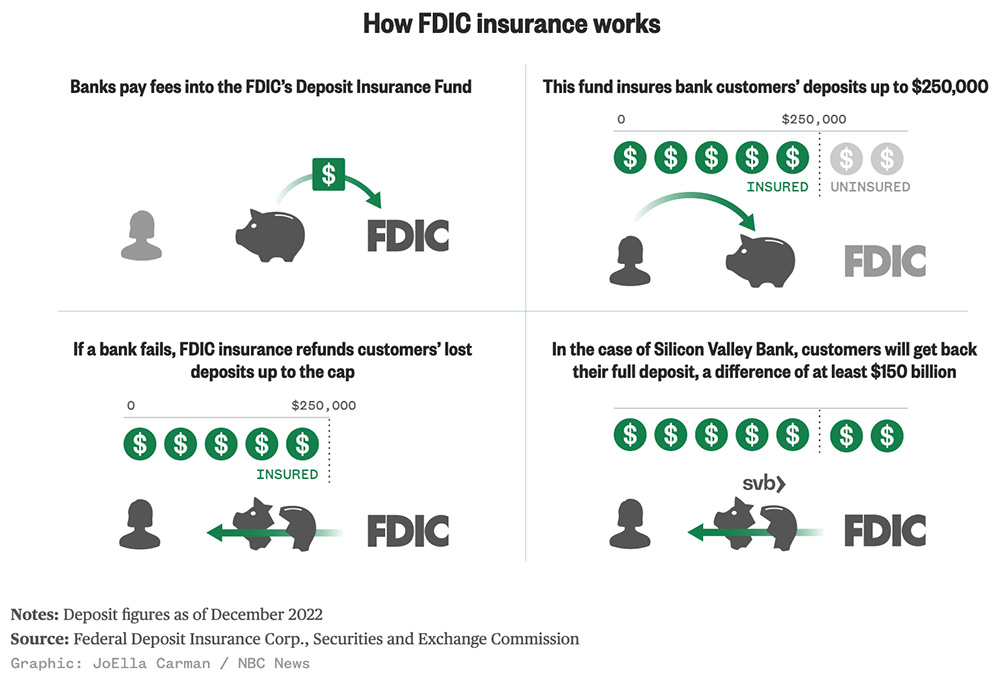 How FDIC insurance works
Banks pay fees into the FDIC's Deposit Insurance Fund
$
FDIC
This fund insures bank customers' deposits up to $250,000
0 $250,000
$ $ $ $ $ $ $
INSURED UNINSURED
FDIC
If a bank fails, FDIC insurance refunds customers' lost
deposits up to the cap
0 $250,000
$ $ $ $ $
INSURED
FDIC
In the case of Silicon Valley Bank, customers will get back
their full deposit, a difference of at least $150 billion
$ $ $ $ $ $ $
svb
FDIC
Notes: Deposit figures as of December 2022
Source: Federal Deposit Insurance Corp., Securities and Exchange Commission
Graphic: JoElla Carman / NBC News